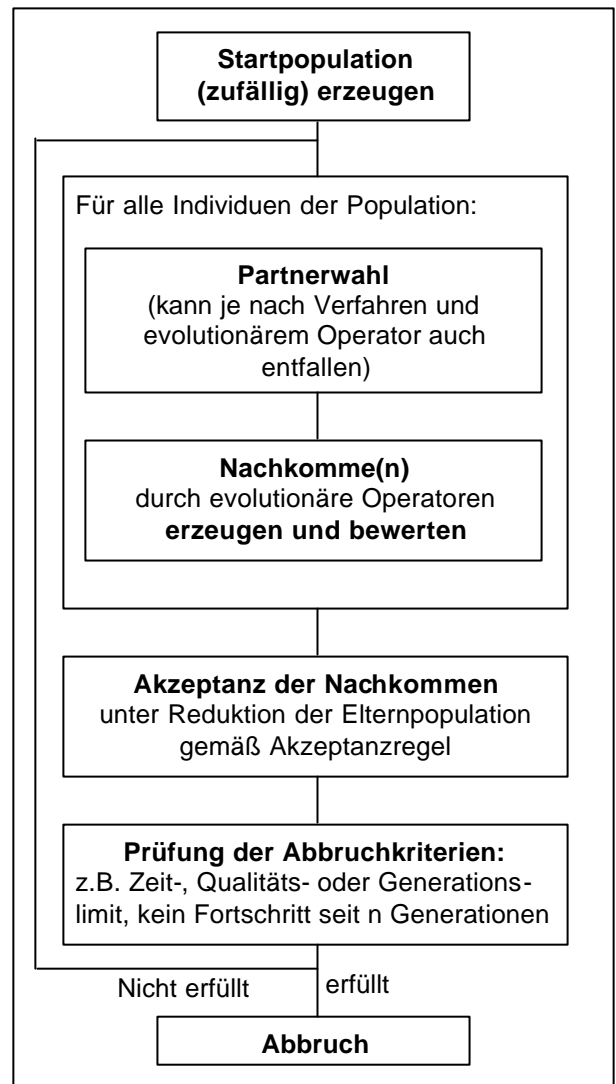 Startpopulation
(zufällig) erzeugen
Für alle Individuen der Population:
Partnerwahl
(kann je nach Verfahren und
evolutionärem Operator auch
entfallen)
Nachkomme(n)
durch evolutionäre Operatoren
erzeugen und bewerten
Akzeptanz der Nachkommen
unter Reduktion der Elternpopulation
gemäß Akzeptanzregel
Prüfung der Abbruchkriterien:
z.B. Zeit-, Qualitäts- oder Generations-
limit, kein Fortschritt seit n Generationen
Nicht erfüllt erfüllt
Abbruch